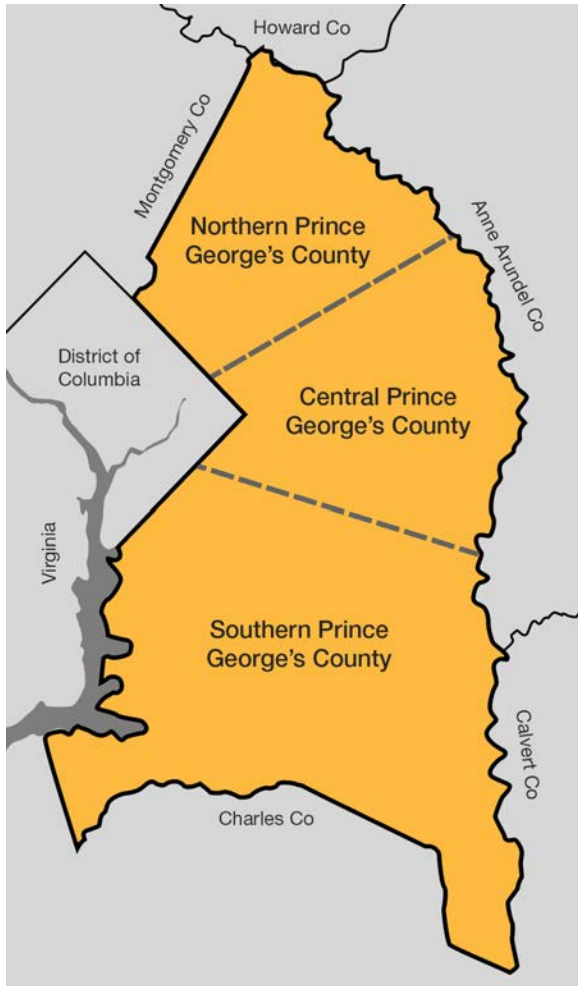 Howard Co
Montgomery Co
Northern Prince
George's County
Anne Arundel Co
District of
Columbia
Central Prince
George's County
Virginia
Southern Prince
George's County
Calvert Co
Charles Co